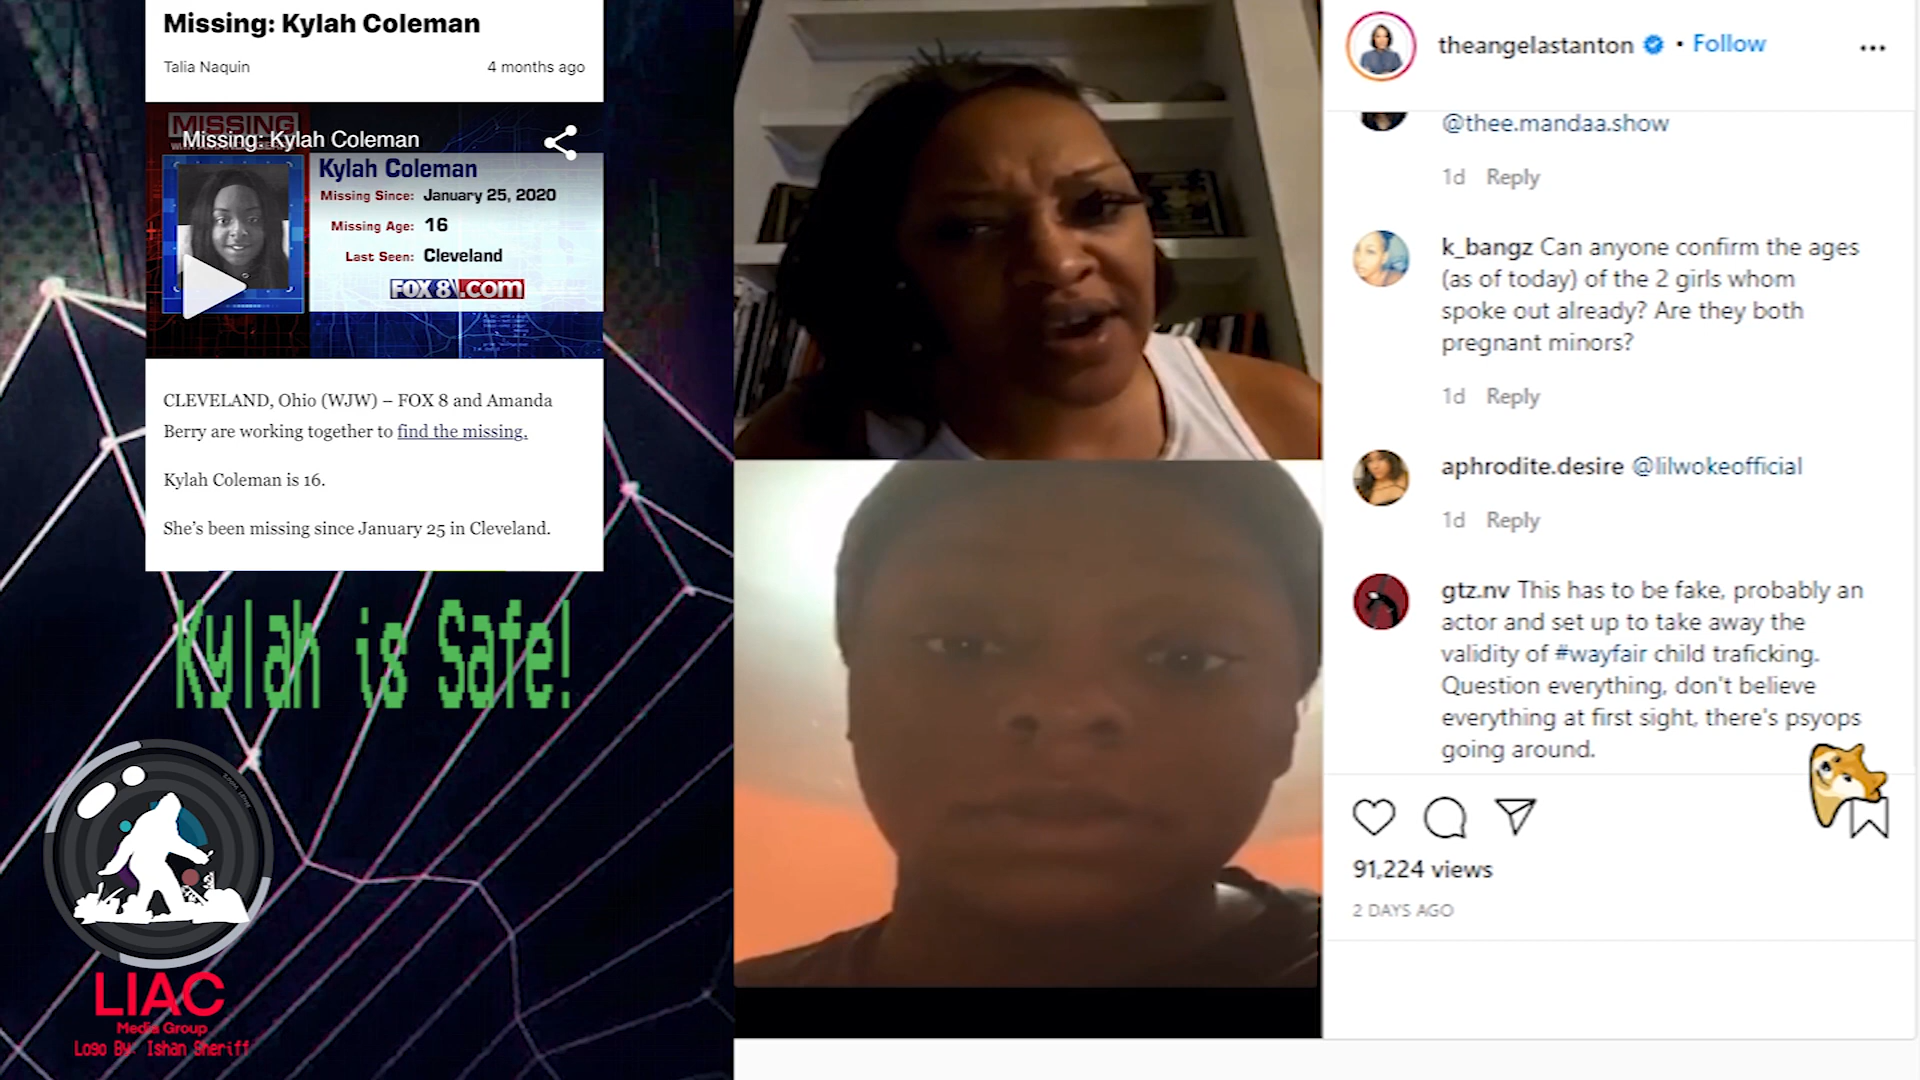 Missing: Kylah Coleman
Talia Naquin
4 months ago
MISSING
Missing: Kylah Coleman
Kylah Coleman
Missing Since: January 25, 2020
Missing Age: 16
Last Seen: Cleveland
FOX 8 .com
CLEVELAND, Ohio (WJW) – FOX 8 and Amanda
Berry are working together to find the missing.
Kylah Coleman is 16.
She's been missing since January 25 in Cleveland.
Kylah is Safe!
LIAC
Media Group
Logo By: Ishan Sheriff
theangelastanton • Follow
@thee.mandaa.show
1d Reply
k_bangz Can anyone confirm the ages
(as of today) of the 2 girls whom
spoke out already? Are they both
pregnant minors?
1d Reply
aphrodite.desire @lilwokeofficial
1d Reply
gtz.nv This has to be fake, probably an
actor and set up to take away the
validity of #wayfair child traficking.
Question everything, don't believe
everything at first sight, there's psyops
going around.
91,224 views
2 DAYS AGO